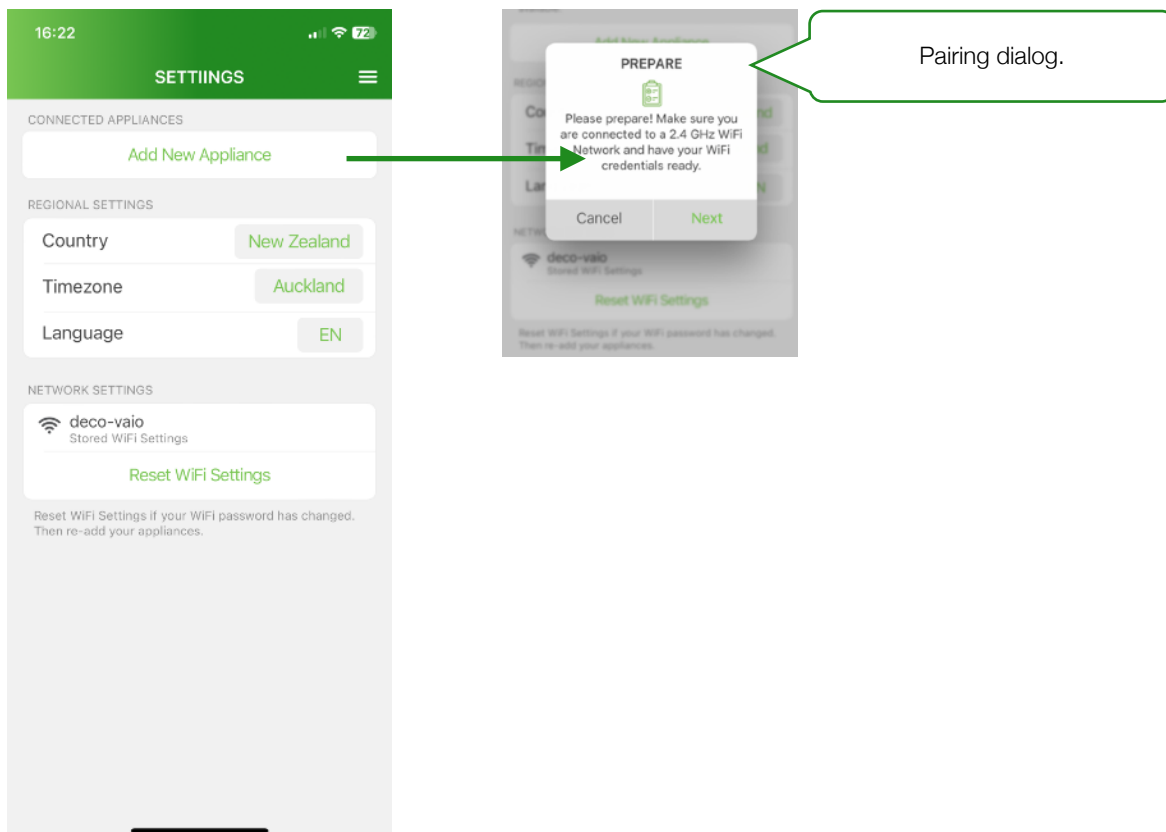 16:22
72
SETTIINGS
CONNECTED APPLIANCES
Add New Appliance
REGIONAL SETTINGS
Country
New Zealand
Timezone
Auckland
Language
EN
NETWORK SETTINGS
deco-vaio
Stored WiFi Settings
Reset WiFi Settings
Reset WiFi Settings if your WiFi password has changed.
Then re-add your appliances.
PREPARE
Please prepare! Make sure you
are connected to a 2.4 GHz WiFi
Network and have your WiFi
credentials ready.
Cancel
Next
deco-vaio
Stored WiFi Settings
Reset WiFi Settings
Reset WiFi Settings if your WiFi password has changed.
Then re-add your appliances.
Pairing dialog.